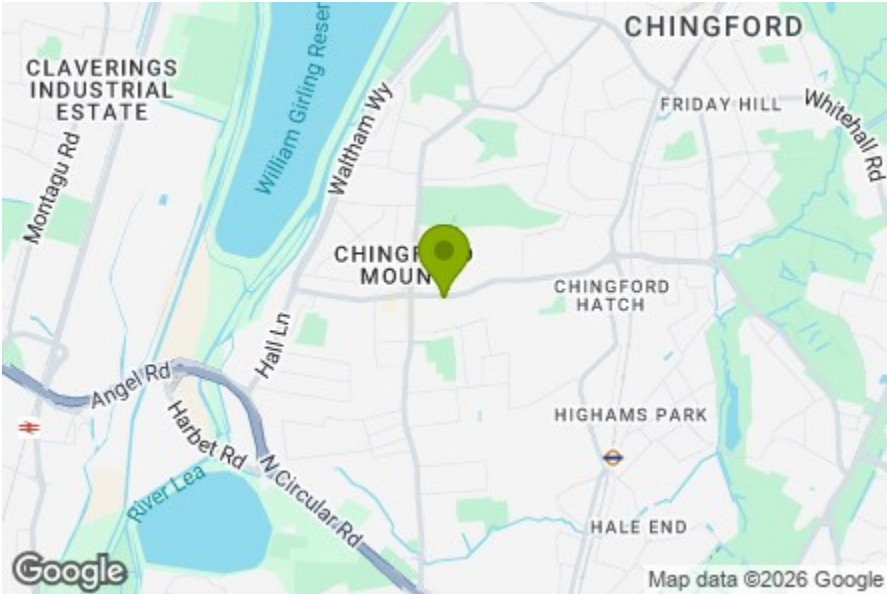 CHINGFORD
CLAVERINGS
INDUSTRIAL
ESTATE
William Girling Reser
Waltham Wy
FRIDAY HILL
Whitehall Rd
Montagu Rd
CHINGF D
MOUN
CHINGFORD
HATCH
Hall Ln
Angel Rd
Harbet Rd
HIGHAMS PARK
N Circular Rd
River Lea
HALE END
Google
Map data ©2026 Google